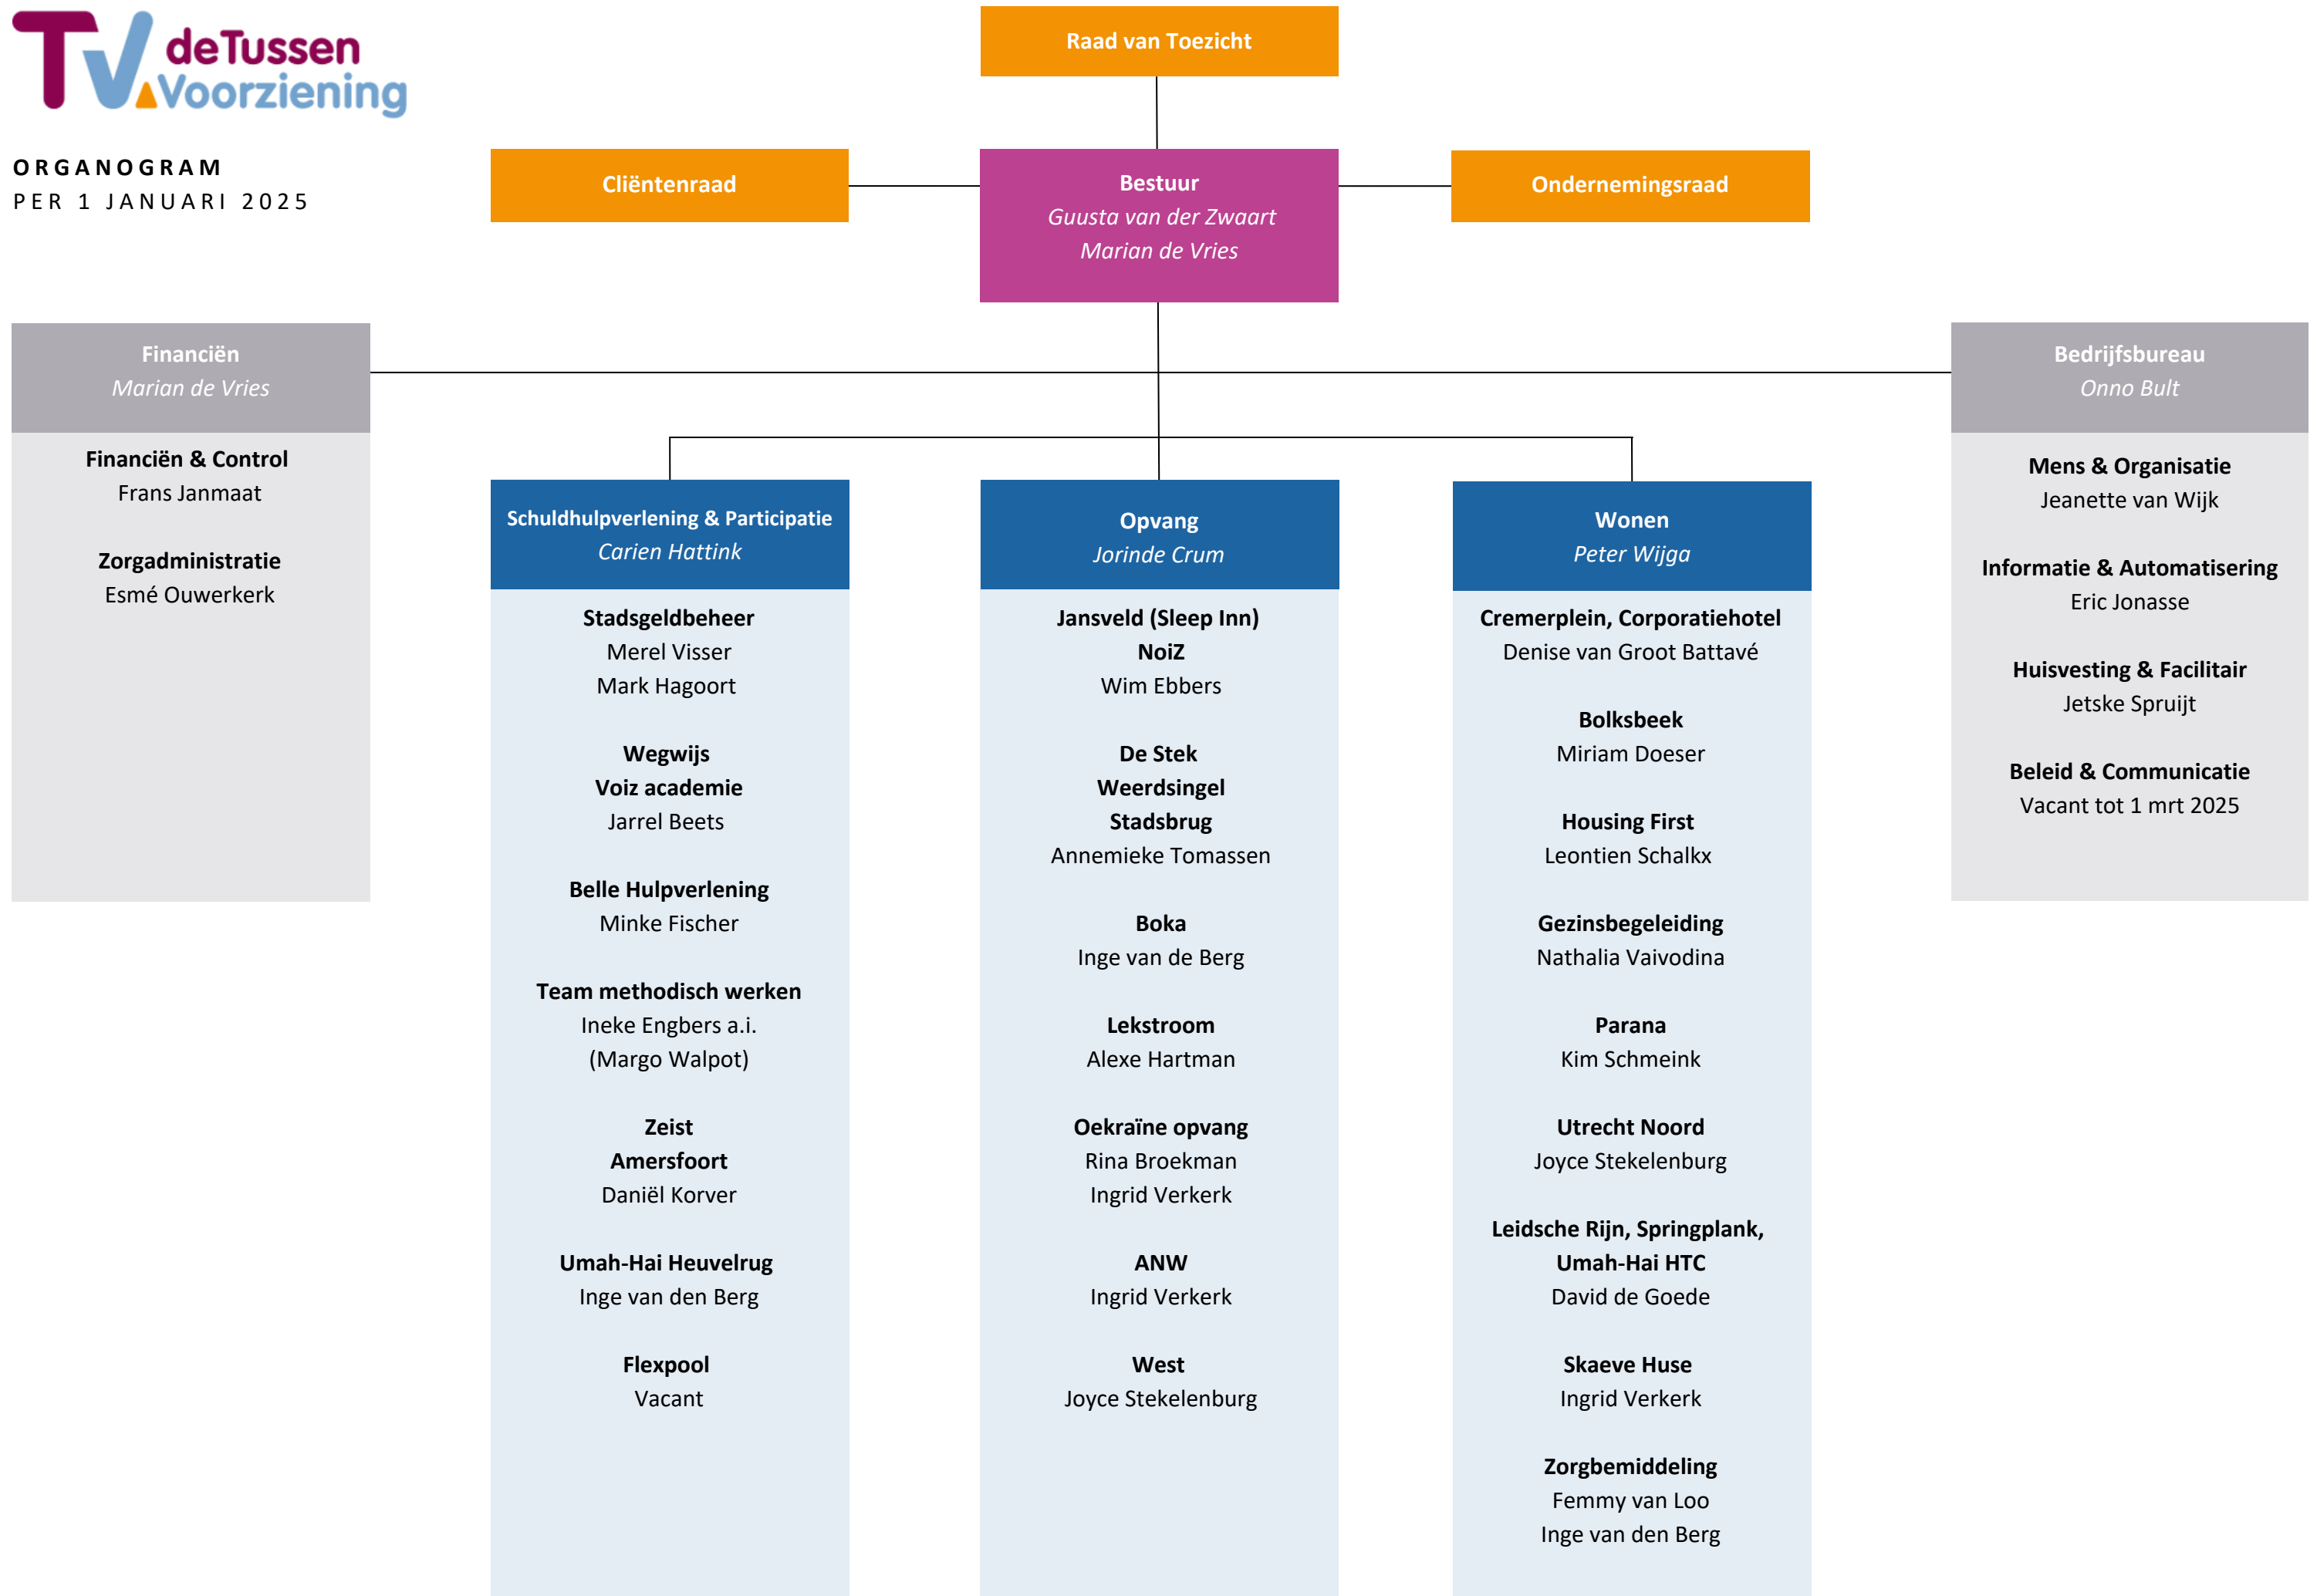 TV deTussen
Voorziening
ORGANOGRAM
PER 1 JANUARI 2025
Raad van Toezicht
Cliëntenraad
Bestuur
Guusta van der Zwaart
Marian de Vries
Ondernemingsraad
Financiën
Marian de Vries
Financiën & Control
Frans Janmaat
Zorgadministratie
Esmé Ouwerkerk
Schuldhulpverlening & Participatie
Carien Hattink
Stadsgeldbeheer
Merel Visser
Mark Hagoort
Wegwijs
Voiz academie
Jarrel Beets
Belle Hulpverlening
Minke Fischer
Team methodisch werken
Ineke Engbers a.i.
(Margo Walpot)
Zeist
Amersfoort
Daniël Korver
Umah-Hai Heuvelrug
Inge van den Berg
Flexpool
Vacant
Opvang
Jorinde Crum
Jansveld (Sleep Inn)
NoiZ
Wim Ebbers
De Stek
Weerdsingel
Stadsbrug
Annemieke Tomassen
Boka
Inge van de Berg
Lekstroom
Alexe Hartman
Oekraïne opvang
Rina Broekman
Ingrid Verkerk
ANW
Ingrid Verkerk
West
Joyce Stekelenburg
Wonen
Peter Wijga
Cremerplein, Corporatiehotel
Denise van Groot Battavé
Bolksbeek
Miriam Doeser
Housing First
Leontien Schalkx
Gezinsbegeleiding
Nathalia Vaivodina
Parana
Kim Schmeink
Utrecht Noord
Joyce Stekelenburg
Leidsche Rijn, Springplank,
Umah-Hai HTC
David de Goede
Skaeve Huse
Ingrid Verkerk
Zorgbemiddeling
Femmy van Loo
Inge van den Berg
Bedrijfsbureau
Onno Bult
Mens & Organisatie
Jeanette van Wijk
Informatie & Automatisering
Eric Jonasse
Huisvesting & Facilitair
Jetske Spruijt
Beleid & Communicatie
Vacant tot 1 mrt 2025